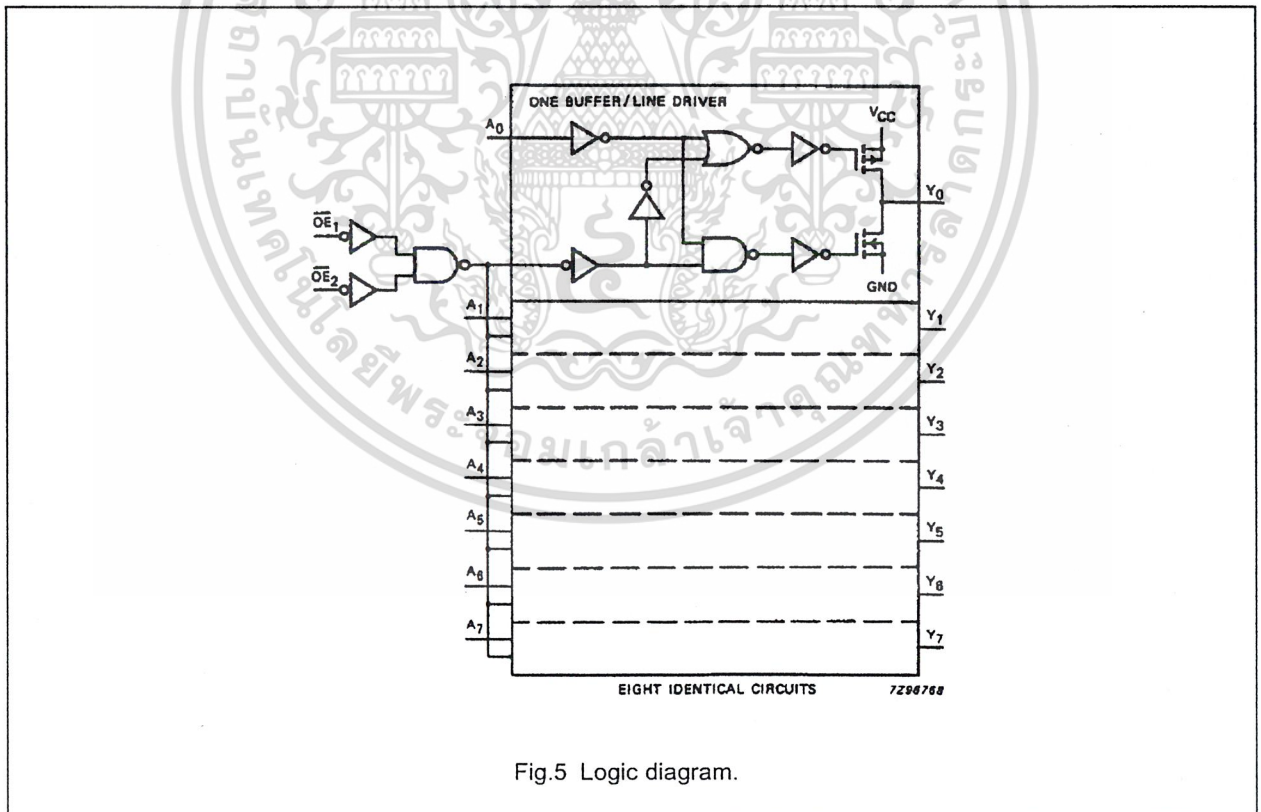 ONE BUFFER/LINE DRIVER
A0
VCC
Y0
OE1
OE2
GND
A1
Y1
A2
Y2
A3
Y3
A4
Y4
A5
Y5
A6
Y6
A7
Y7
EIGHT IDENTICAL CIRCUITS
7Z96768
Fig.5 Logic diagram.